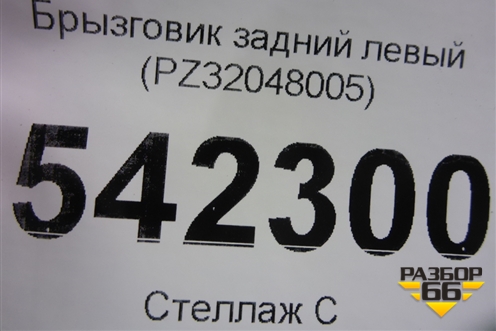 Брызговик задний левый
(PZ32048005)
542300
Стеллаж С
РАЗБОР
66